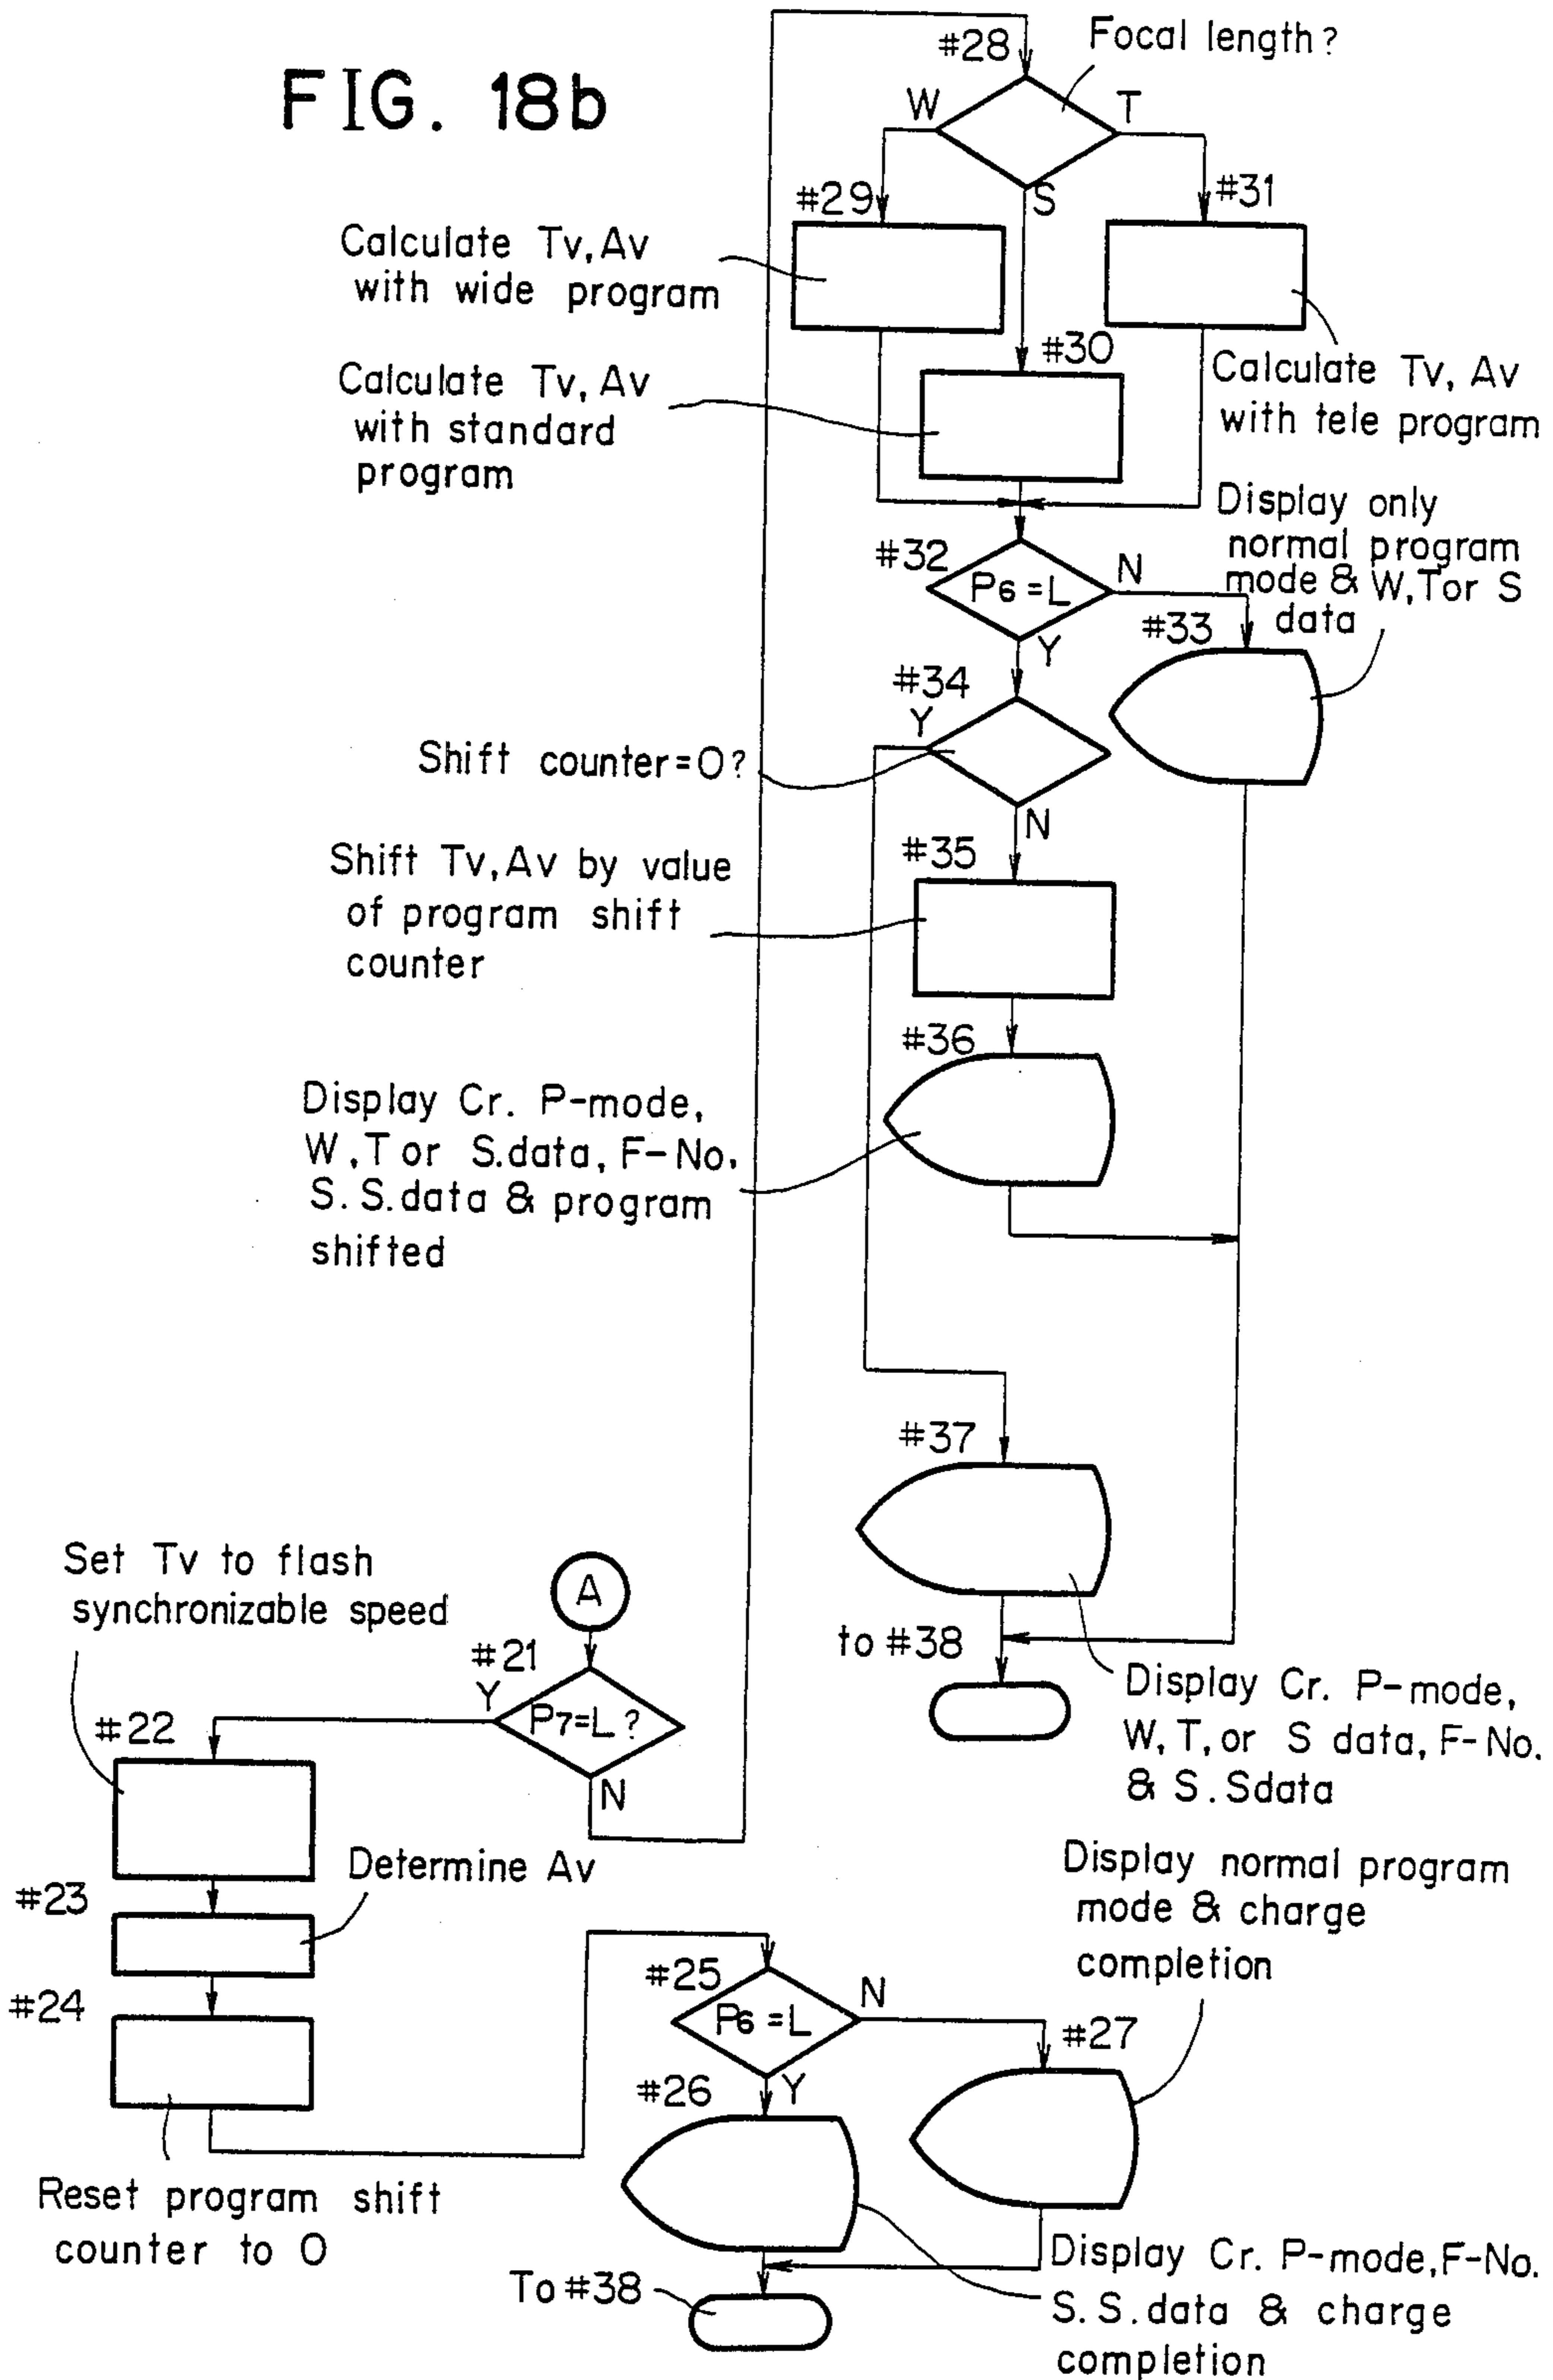 FIG. 18b
#28
Focal length?
W
T
S
#29
#31
Calculate Tv, Av
with wide program
#30
Calculate Tv, Av
with standard
program
Calculate Tv, Av
with tele program
Display only
normal program
mode & W, T or S
data
#32
P6 = L
N
Y
#33
#34
Y
Shift counter=0?
N
#35
Shift Tv, Av by value
of program shift
counter
#36
Display Cr. P-mode,
W, T or S.data, F-No.
S.S.data & program
shifted
#37
to #38
Display Cr. P-mode,
W, T, or S data, F-No.
& S.Sdata
Set Tv to flash
synchronizable speed
A
#21
Y
P7=L?
N
#22
#23
Determine Av
#24
Reset program shift
counter to 0
#25
P6 = L
N
Y
#26
#27
Display normal program
mode & charge
completion
To #38
Display Cr. P-mode, F-No.
S.S.data & charge
completion